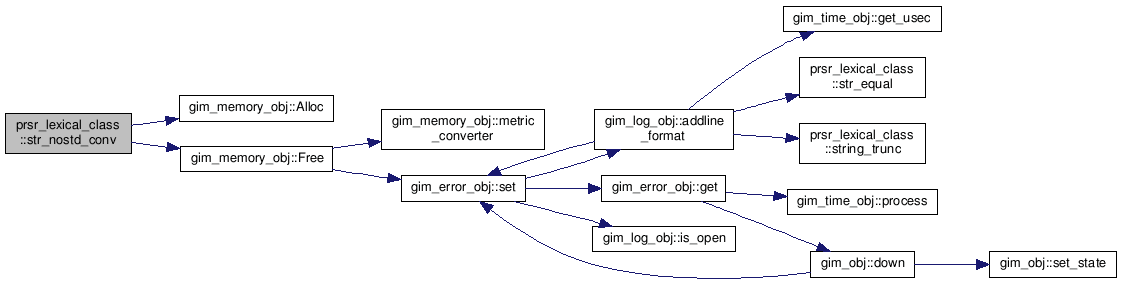 prsr_lexical_class
::str_nostd_conv
gim_memory_obj::Alloc
gim_memory_obj::Free
gim_memory_obj::metric
_converter
gim_error_obj::set
gim_log_obj::addline
_format
gim_error_obj::get
gim_log_obj::is_open
gim_time_obj::get_usec
prsr_lexical_class
::str_equal
prsr_lexical_class
::string_trunc
gim_time_obj::process
gim_obj::down
gim_obj::set_state